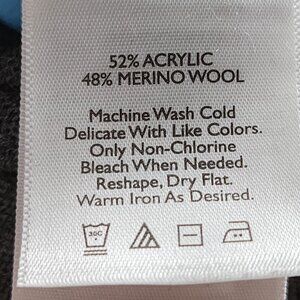 52% ACRYLIC
48% MERINO WOOL
Machine Wash Cold
Delicate With Like Colors.
Only Non-Chlorine
Bleach When Needed.
Reshape, Dry Flat.
Warm Iron As Desired.
30C